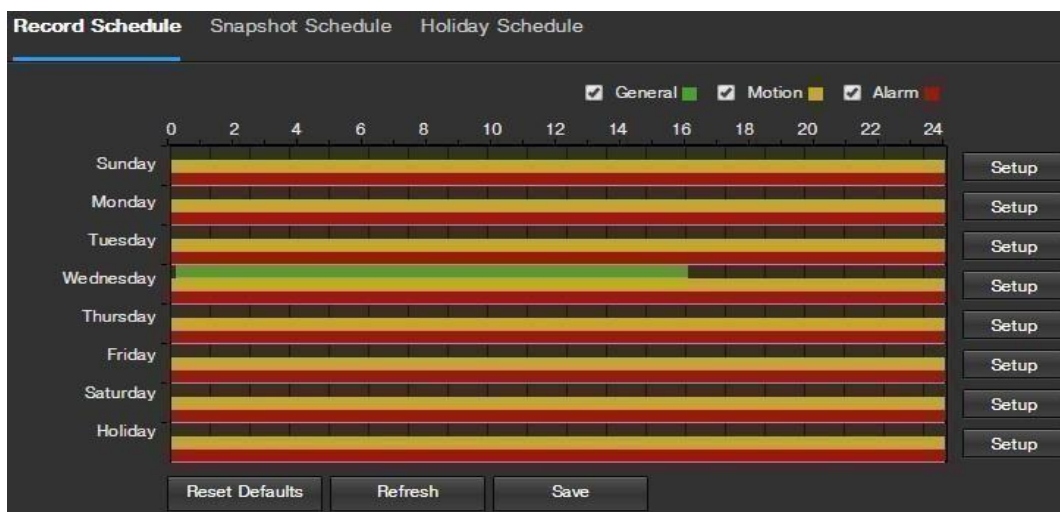 Record Schedule Snapshot Schedule Holiday Schedule
General Motion Alarm
0 2 4 6 8 10 12 14 16 18 20 22 24
Sunday Setup
Monday Setup
Tuesday Setup
Wednesday Setup
Thursday Setup
Friday Setup
Saturday Setup
Holiday Setup
Reset Defaults Refresh Save